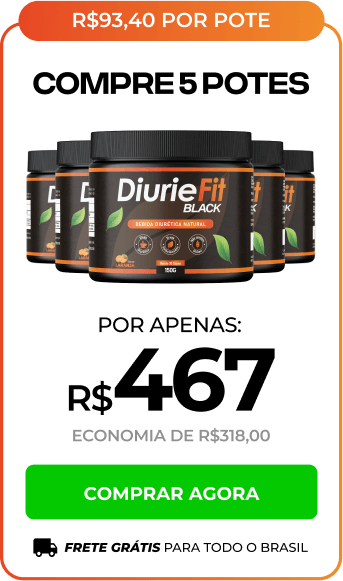 R$93,40 POR POTE
COMPRE 5 POTES
DiurieFit
BLACK
BEBIDA DIURÉTICA NATURAL
LARANJA
150G
POR APENAS:
R$467
ECONOMIA DE R$318,00
COMPRAR AGORA
FRETE GRÁTIS PARA TODO O BRASIL